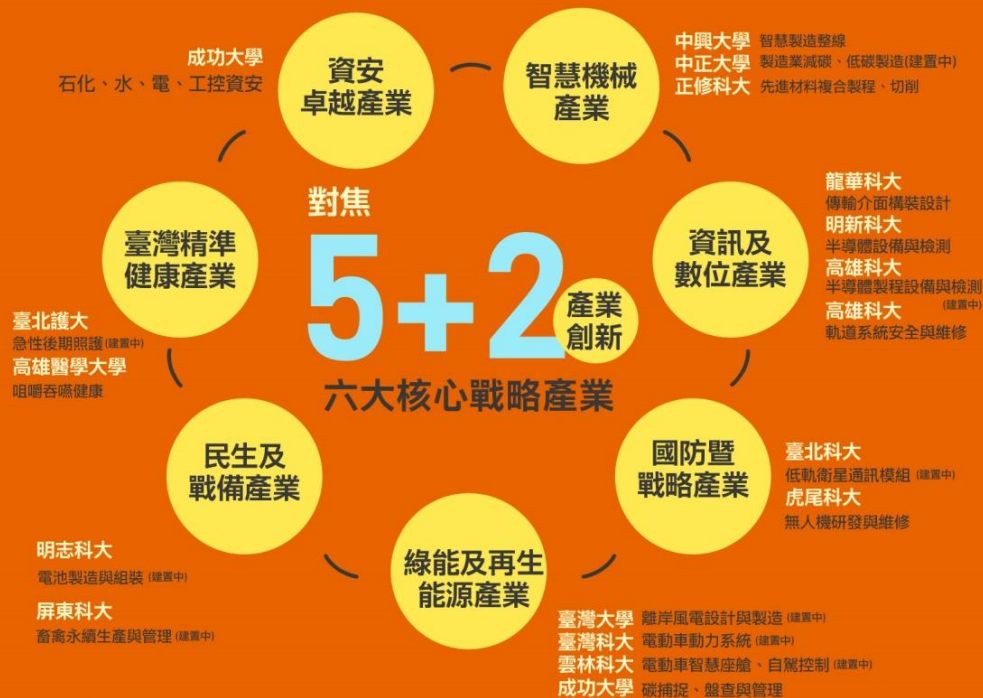 成功大學
石化、水、電、工控資安
資安
卓越產業
智慧機械
產業
中興大學 智慧製造整線
中正大學 製造業減碳、低碳製造(建置中)
正修科大 先進材料複合製程、切削
對焦
5+2
產業
創新
六大核心戰略產業
臺灣精準
健康產業
臺北護大
急性後期照護(建置中)
高雄醫學大學
咀嚼吞嚥健康
資訊及
數位產業
龍華科大
傳輸介面構裝設計
明新科大
半導體設備與檢測
高雄科大
半導體製程設備與檢測
(建置中)
高雄科大
軌道系統安全與維修
民生及
戰備產業
明志科大
電池製造與組裝(建置中)
屏東科大
畜禽永續生產與管理(建置中)
國防暨
戰略產業
臺北科大
低軌衛星通訊模組(建置中)
虎尾科大
無人機研發與維修
綠能及再生
能源產業
臺灣大學 離岸風電設計與製造(建置中)
臺灣科大 電動車動力系統(建置中)
雲林科大 電動車智慧座艙、自駕控制(建置中)
成功大學 碳捕捉、盤查與管理